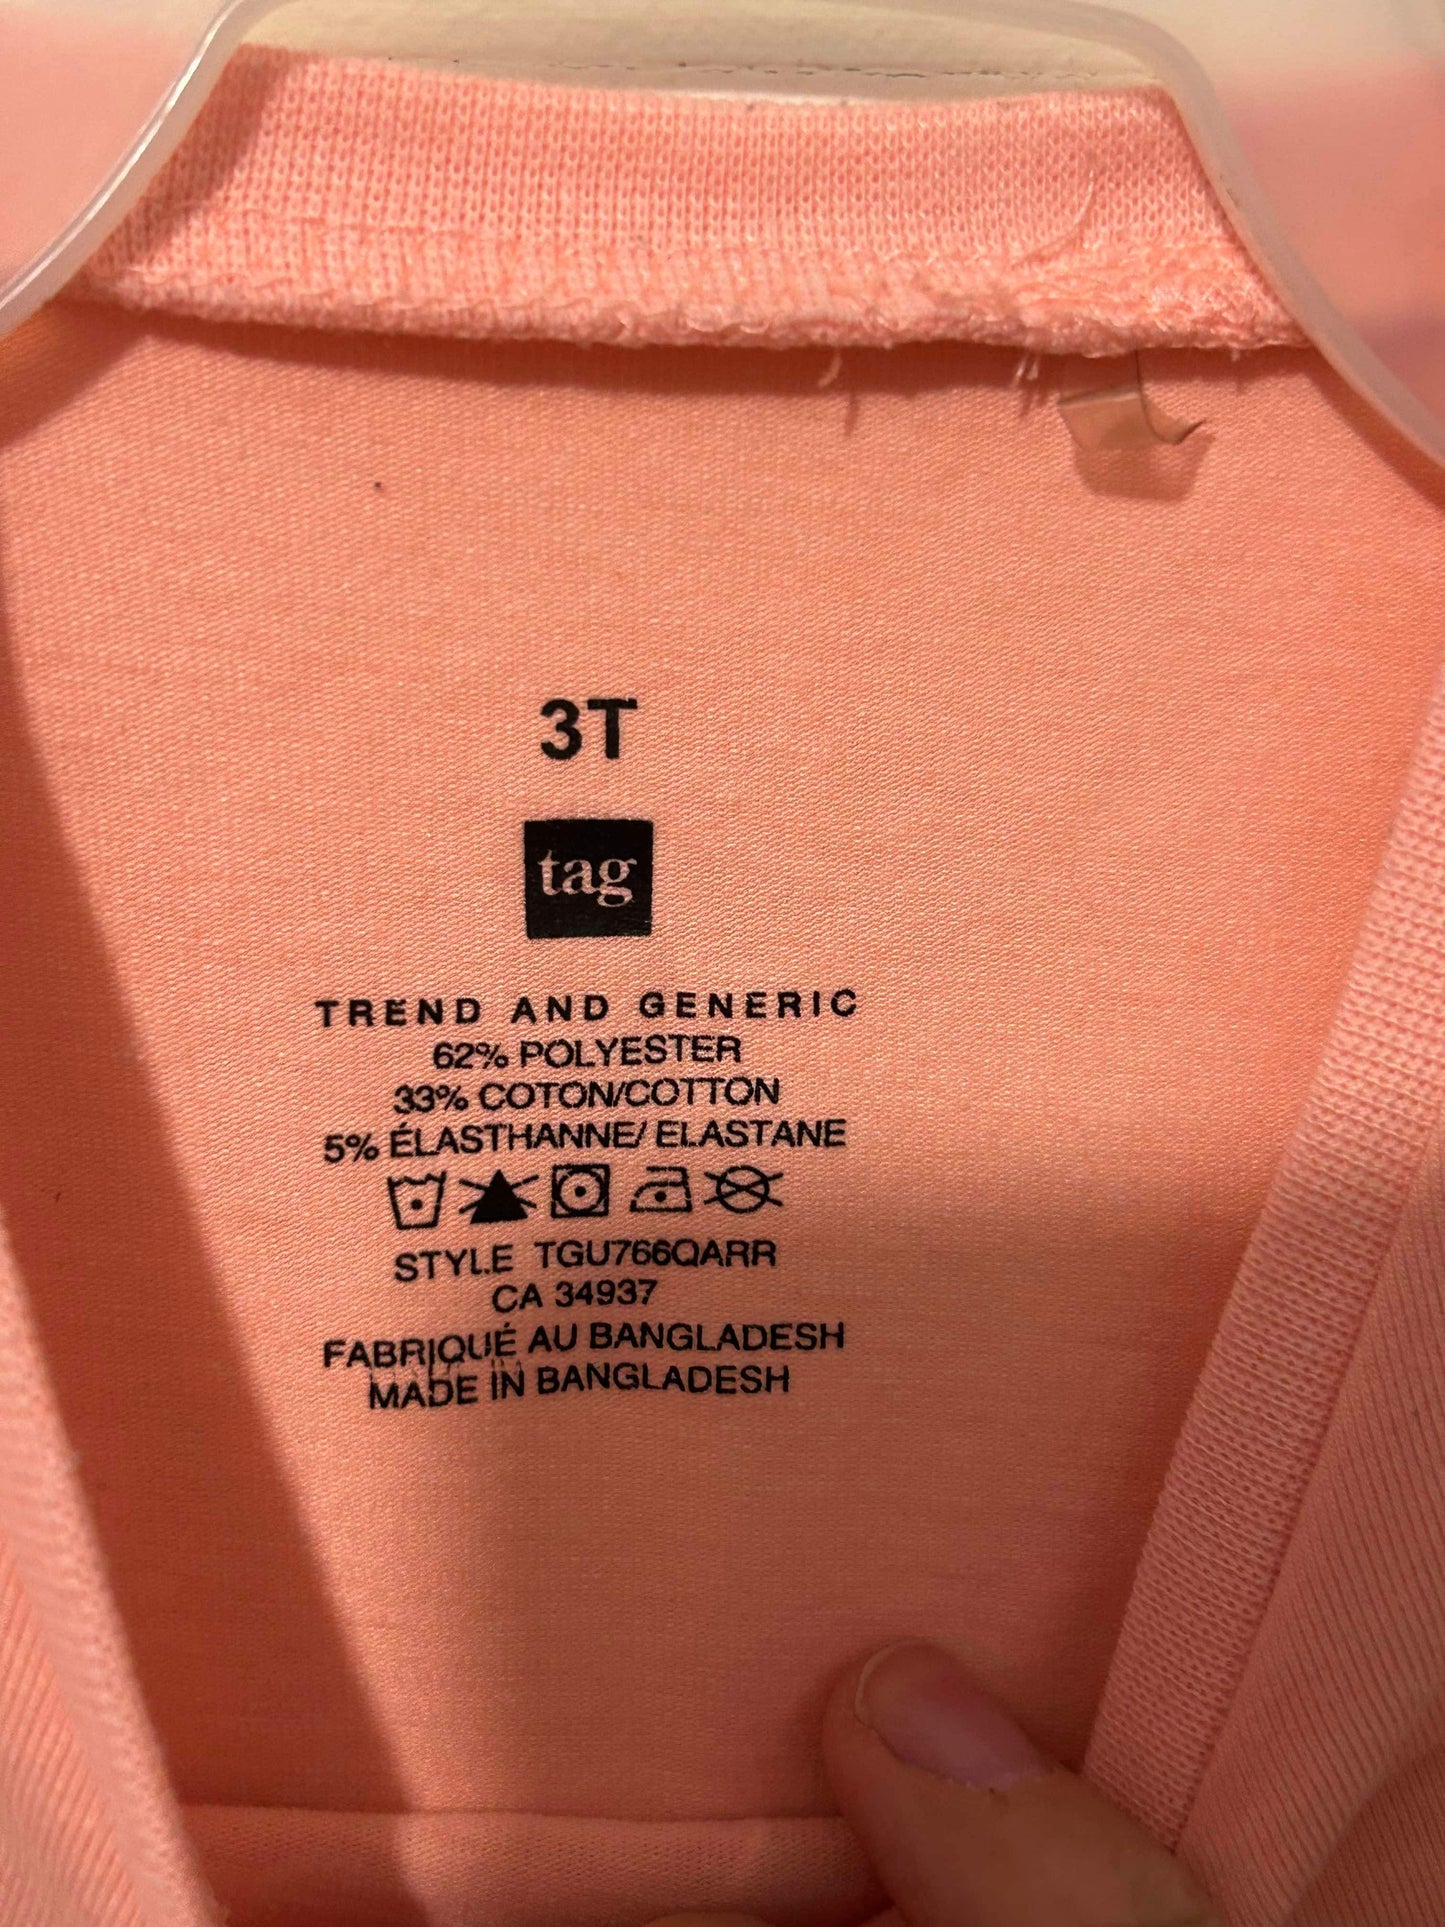 3T
tag
TREND AND GENERIC
62% POLYESTER
33% COTON/COTTON
5% ÉLASTHANNE/ ELASTANE
STYLE TGU766QARR
CA 34937
FABRIQUÉ AU BANGLADESH
MADE IN BANGLADESH